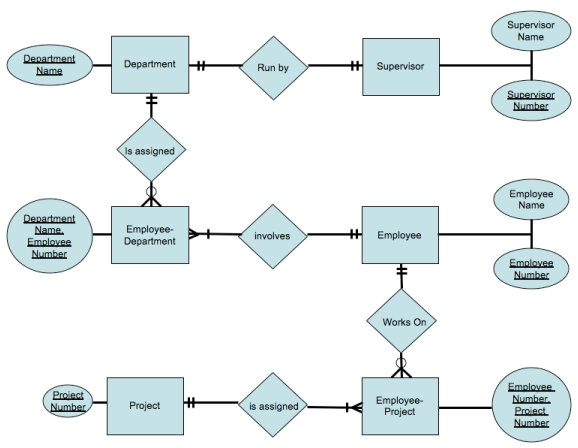 Department
Name
Department
Run by
Supervisor
Supervisor
Name
Supervisor
Number
Is assigned
Department
Name,
Employee
Number
Employee-
Department
involves
Employee
Employee
Name
Employee
Number
Works On
Project
Number
Project
is assigned
Employee-
Project
Employee
Number,
Project
Number